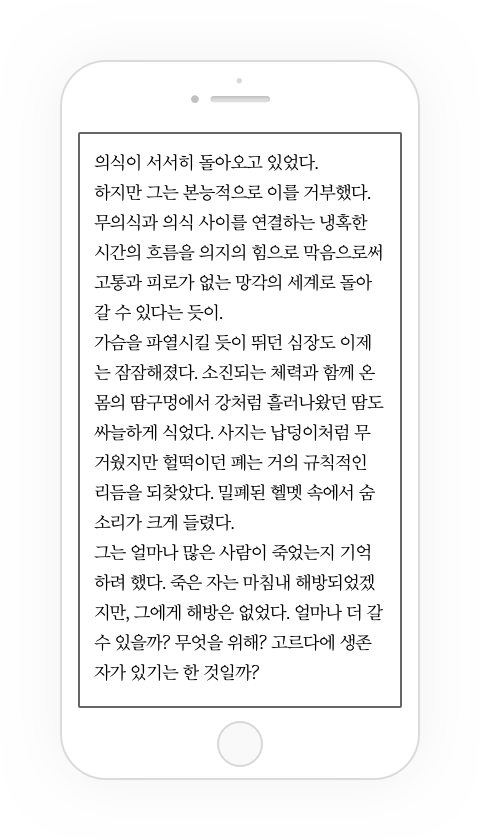 의식이 서서히 돌아오고 있었다.
하지만 그는 본능적으로 이를 거부했다.
무의식과 의식 사이를 연결하는 냉혹한
시간의 흐름을 의지의 힘으로 막음으로써
고통과 피로가 없는 망각의 세계로 돌아
갈 수 있다는 듯이.
가슴을 파열시킬 듯이 뛰던 심장도 이제
는 잠잠해졌다. 소진되는 체력과 함께 온
몸의 땀구멍에서 강처럼 흘러나왔던 땀도
싸늘하게 식었다. 사지는 납덩이처럼 무
거웠지만 헐떡이던 폐는 거의 규칙적인
리듬을 되찾았다. 밀폐된 헬멧 속에서 숨
소리가 크게 들렸다.
그는 얼마나 많은 사람이 죽었는지 기억
하려 했다. 죽은 자는 마침내 해방되었겠
지만, 그에게 해방은 없었다. 얼마나 더 갈
수 있을까? 무엇을 위해? 고르다에 생존
자가 있기는 한 것일까?